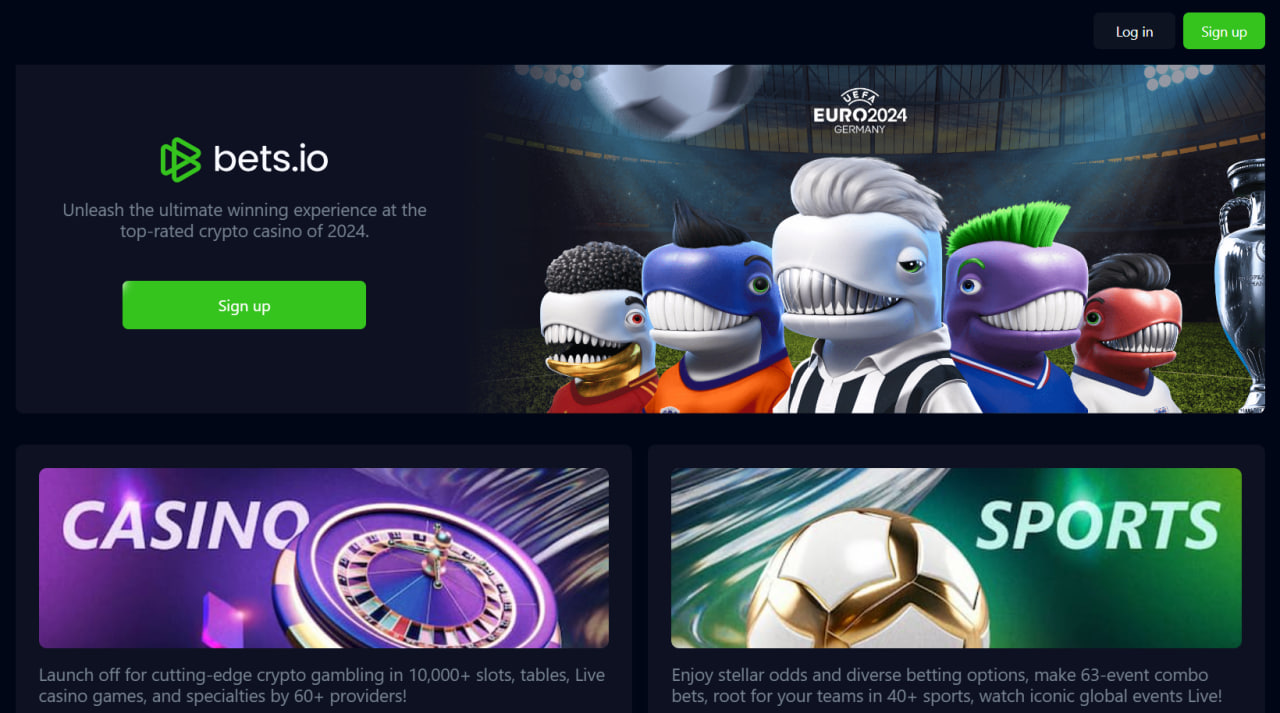 Log in
Sign up
bets.io
Unleash the ultimate winning experience at the
top-rated crypto casino of 2024.
Sign up
UEFA
EURO2024
GERMANY
CASINO
Launch off for cutting-edge crypto gambling in 10,000+ slots, tables, Live
casino games, and specialties by 60+ providers!
SPORTS
Enjoy stellar odds and diverse betting options, make 63-event combo
bets, root for your teams in 40+ sports, watch iconic global events Live!